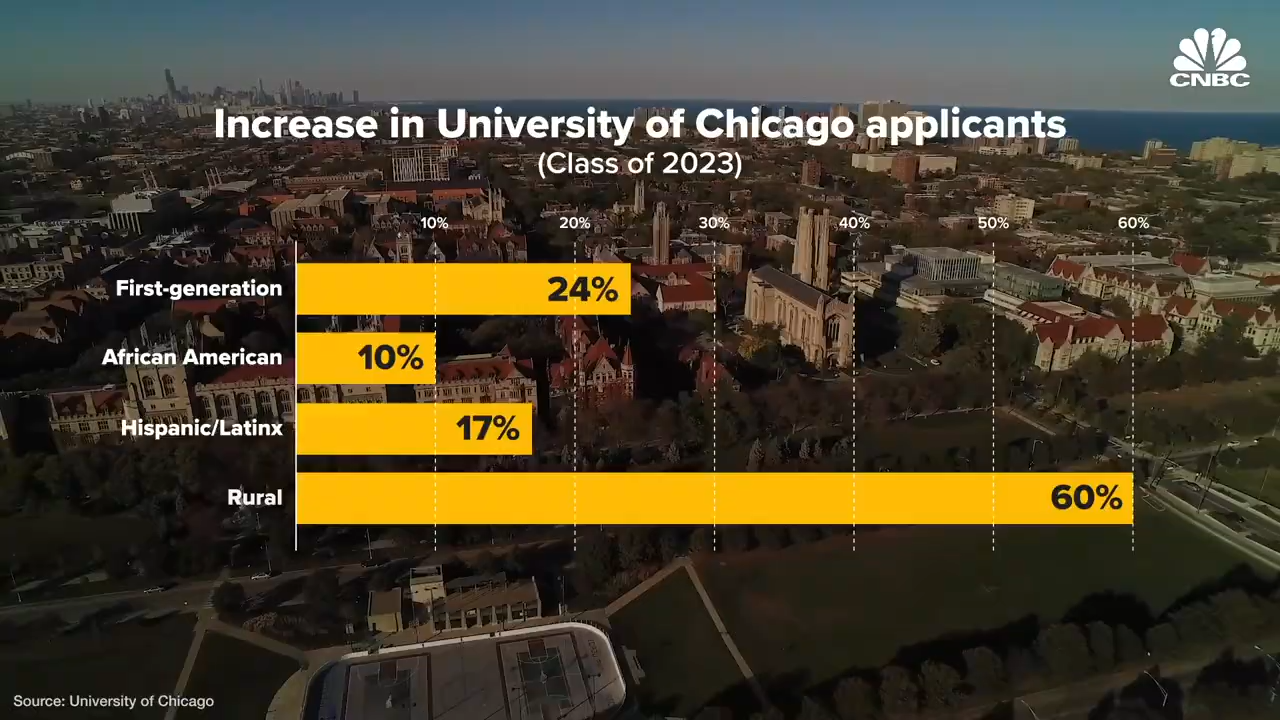 CNBC
Increase in University of Chicago applicants
(Class of 2023)
10% 20% 30% 40% 50% 60%
First-generation 24%
African American 10%
Hispanic/Latinx 17%
Rural 60%
Source: University of Chicago